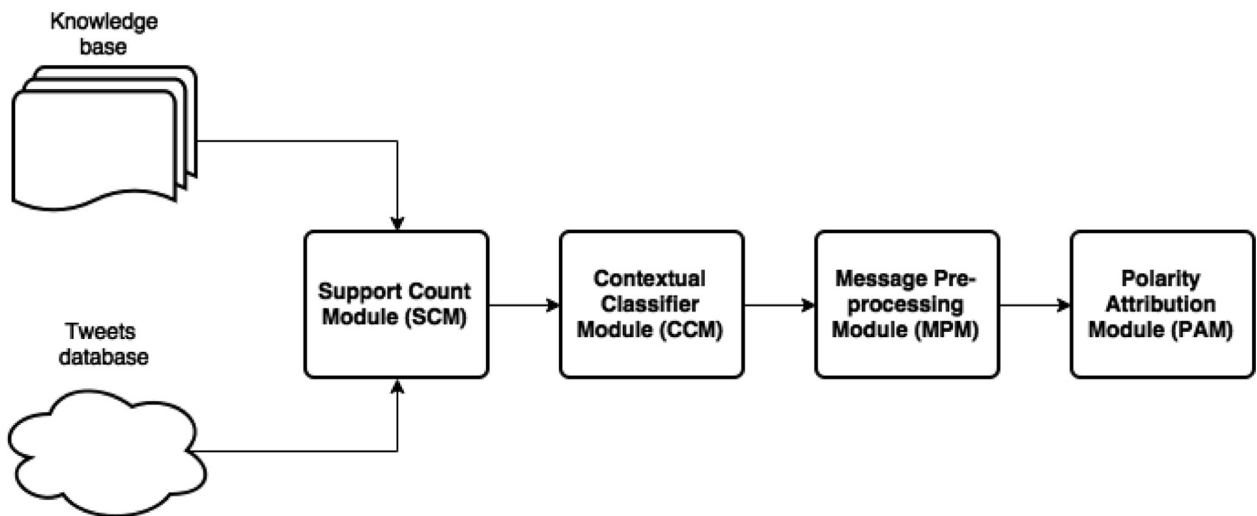 Knowledge
base
Support Count
Module (SCM)
Contextual
Classifier
Module (CCM)
Message Pre-
processing
Module (MPM)
Polarity
Attribution
Module (PAM)
Tweets
database